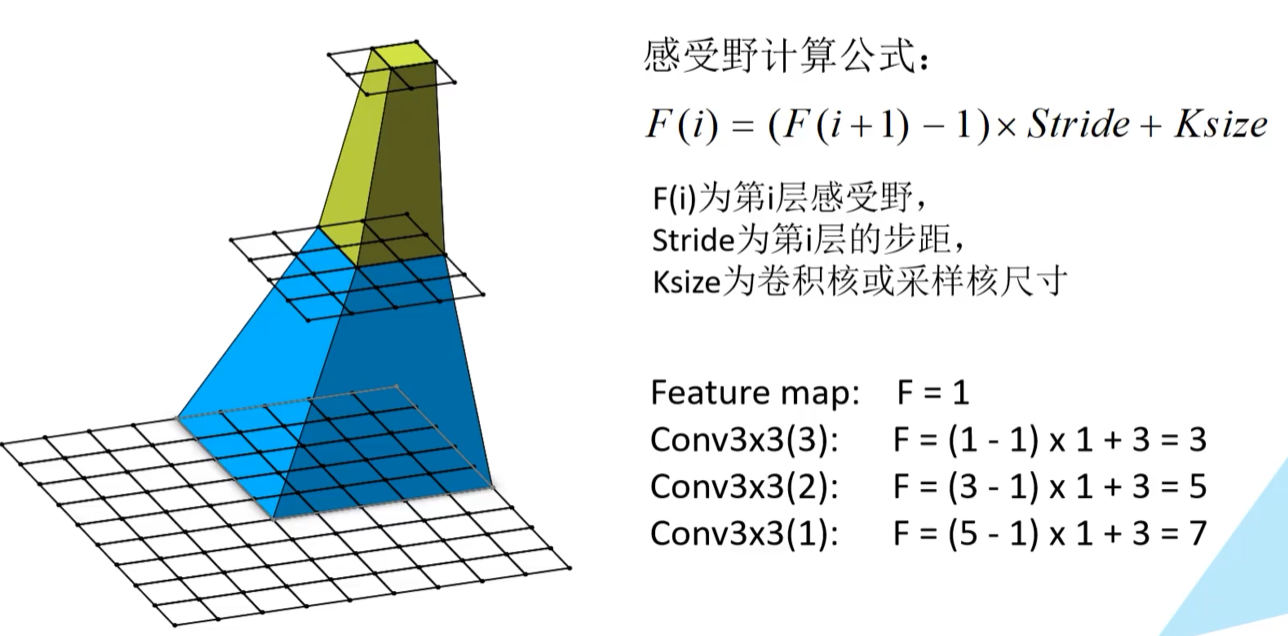 感受野计算公式：
F(i) = (F(i+1) − 1) × Stride + Ksize
F(i)为第i层感受野，
Stride为第i层的步距，
Ksize为卷积核或采样核尺寸
Feature map: F = 1
Conv3x3(3): F = (1 - 1) x 1 + 3 = 3
Conv3x3(2): F = (3 - 1) x 1 + 3 = 5
Conv3x3(1): F = (5 - 1) x 1 + 3 = 7